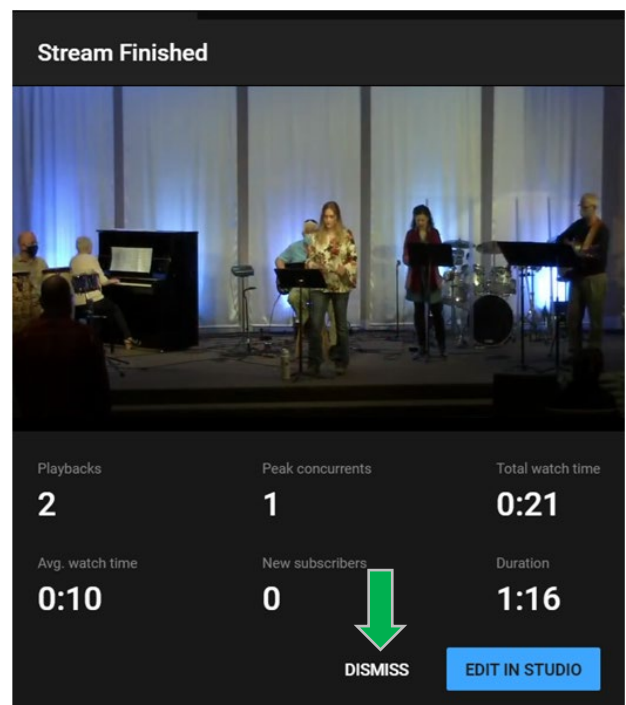 Stream Finished
Playbacks Peak concurrents Total watch time
2 1 0:21
Avg. watch time New subscribers Duration
0:10 0 1:16
DISMISS EDIT IN STUDIO